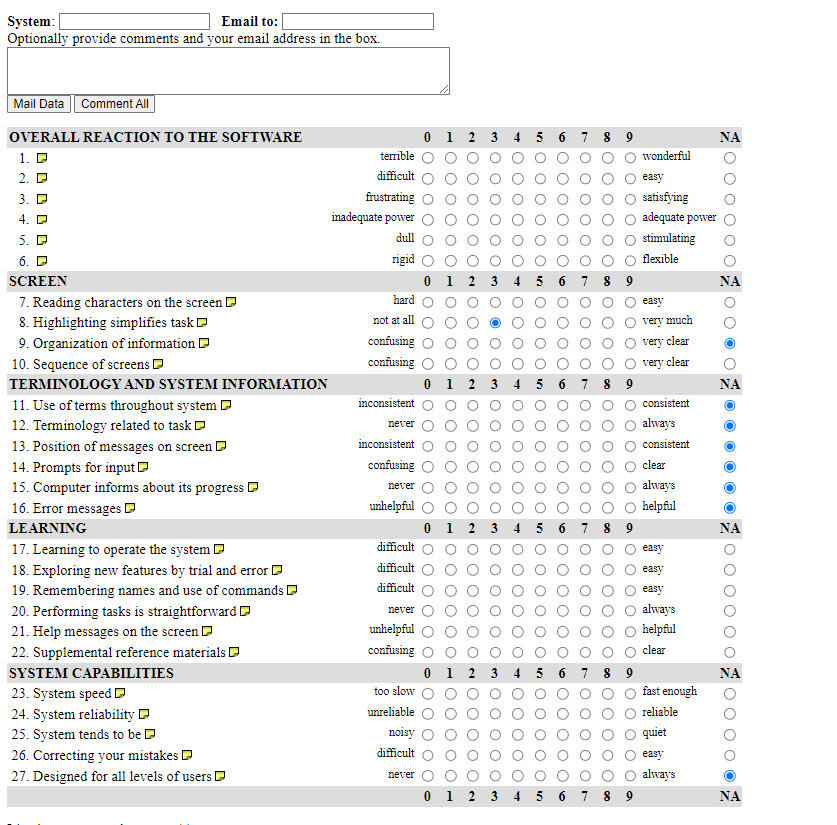 System: Email to:
Optionally provide comments and your email address in the box.
Mail Data Comment All
OVERALL REACTION TO THE SOFTWARE 0 1 2 3 4 5 6 7 8 9 NA
1. terrible wonderful
2. difficult easy
3. frustrating satisfying
4. inadequate power adequate power
5. dull stimulating
6. rigid flexible
SCREEN 0 1 2 3 4 5 6 7 8 9 NA
7. Reading characters on the screen hard easy
8. Highlighting simplifies task not at all very much
9. Organization of information confusing very clear
10. Sequence of screens confusing very clear
TERMINOLOGY AND SYSTEM INFORMATION 0 1 2 3 4 5 6 7 8 9 NA
11. Use of terms throughout system inconsistent consistent
12. Terminology related to task never always
13. Position of messages on screen inconsistent consistent
14. Prompts for input confusing clear
15. Computer informs about its progress never always
16. Error messages unhelpful helpful
LEARNING 0 1 2 3 4 5 6 7 8 9 NA
17. Learning to operate the system difficult easy
18. Exploring new features by trial and error difficult easy
19. Remembering names and use of commands difficult easy
20. Performing tasks is straightforward never always
21. Help messages on the screen unhelpful helpful
22. Supplemental reference materials confusing clear
SYSTEM CAPABILITIES 0 1 2 3 4 5 6 7 8 9 NA
23. System speed too slow fast enough
24. System reliability unreliable reliable
25. System tends to be noisy quiet
26. Correcting your mistakes difficult easy
27. Designed for all levels of users never always
0 1 2 3 4 5 6 7 8 9 NA